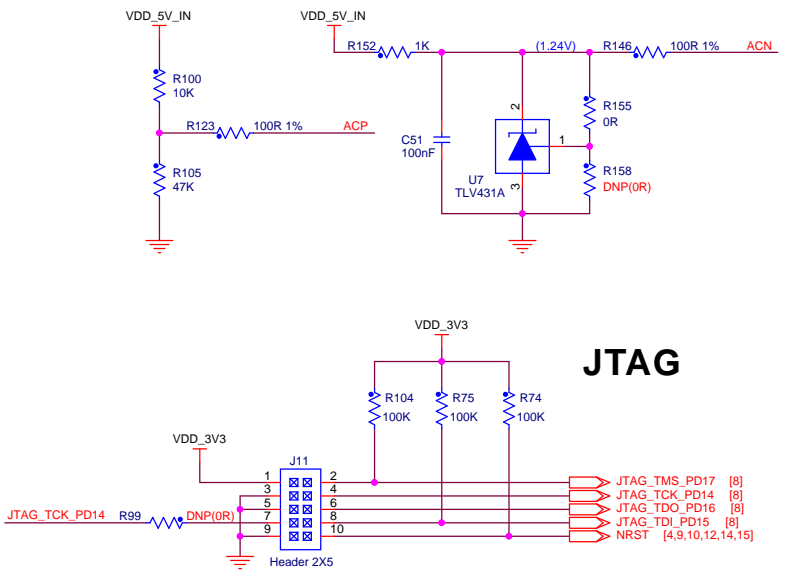 VDD_5V_IN
VDD_5V_IN
R152
1K
(1.24V)
R146
100R 1%
ACN
R100
10K
R123
100R 1%
ACP
R105
47K
C51
100nF
2
1
3
U7
TLV431A
R155
0R
R158
DNP(0R)
VDD_3V3
JTAG
R104
100K
R75
100K
R74
100K
VDD_3V3
J11
1
2
3
4
5
6
7
8
9
10
Header 2X5
JTAG_TCK_PD14
R99
DNP(0R)
JTAG_TMS_PD17 [8]
JTAG_TCK_PD14 [8]
JTAG_TDO_PD16 [8]
JTAG_TDI_PD15 [8]
NRST [4,9,10,12,14,15]